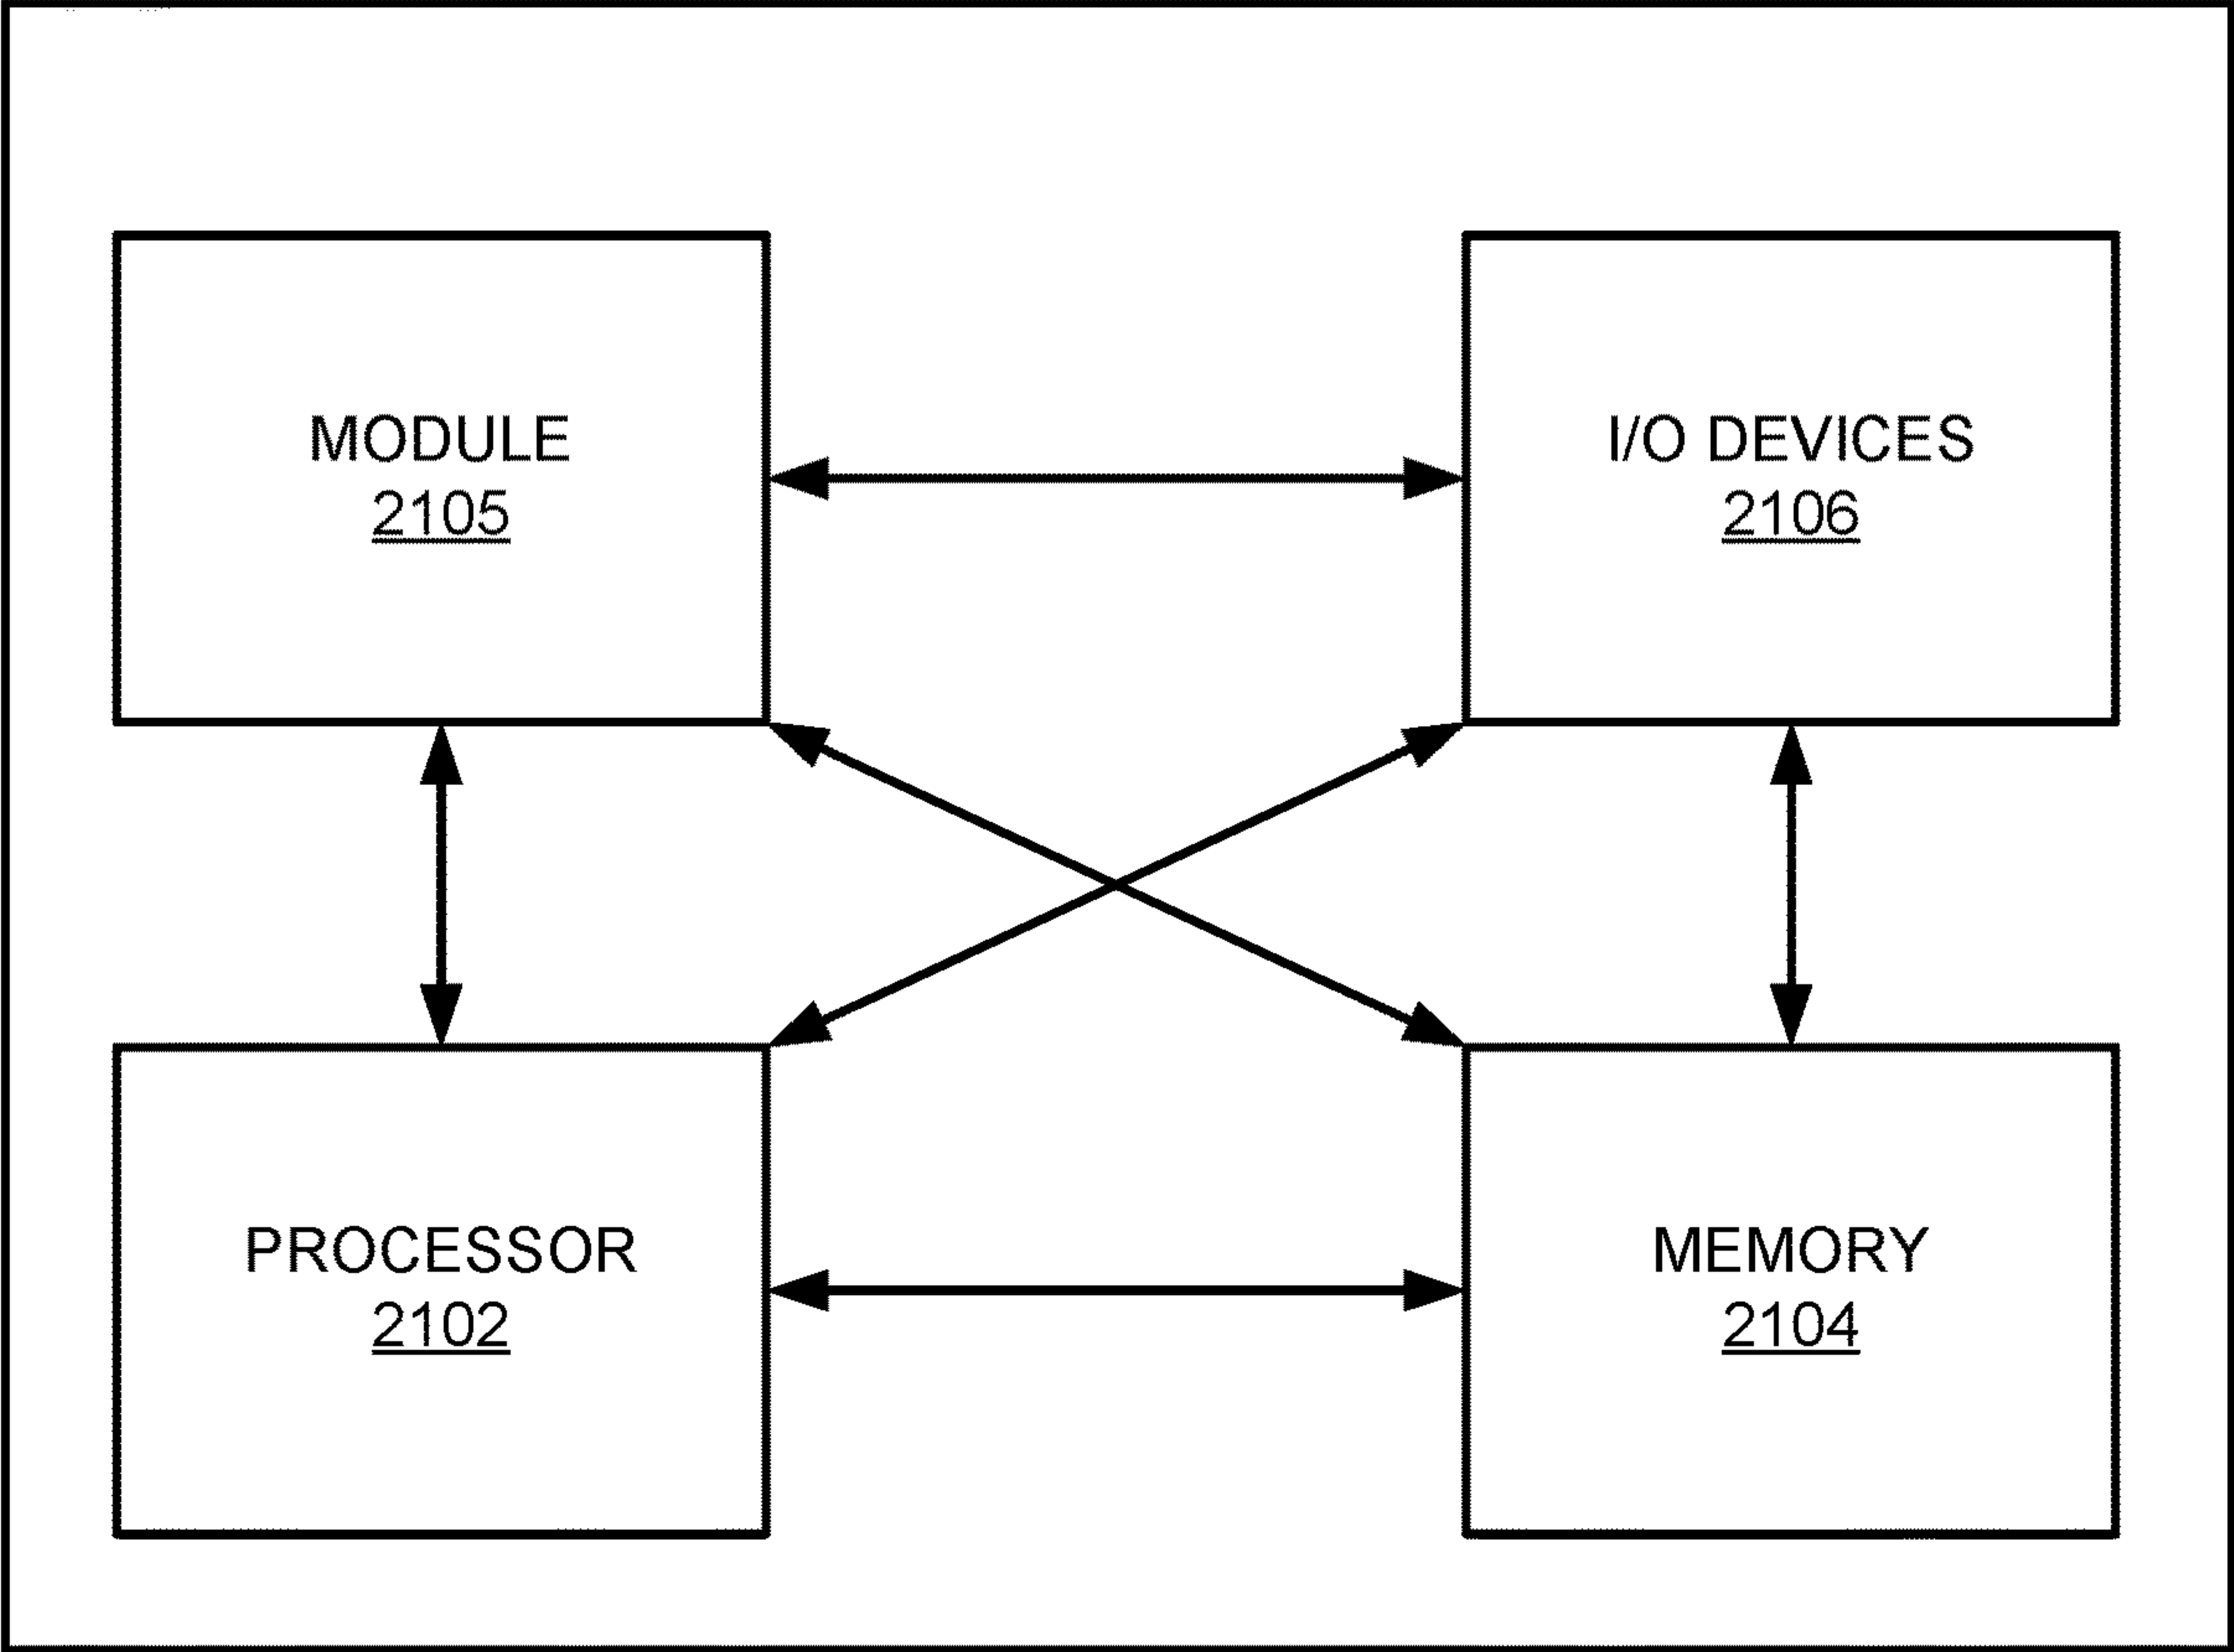 MODULE
2105
I/O DEVICES
2106
PROCESSOR
2102
MEMORY
2104